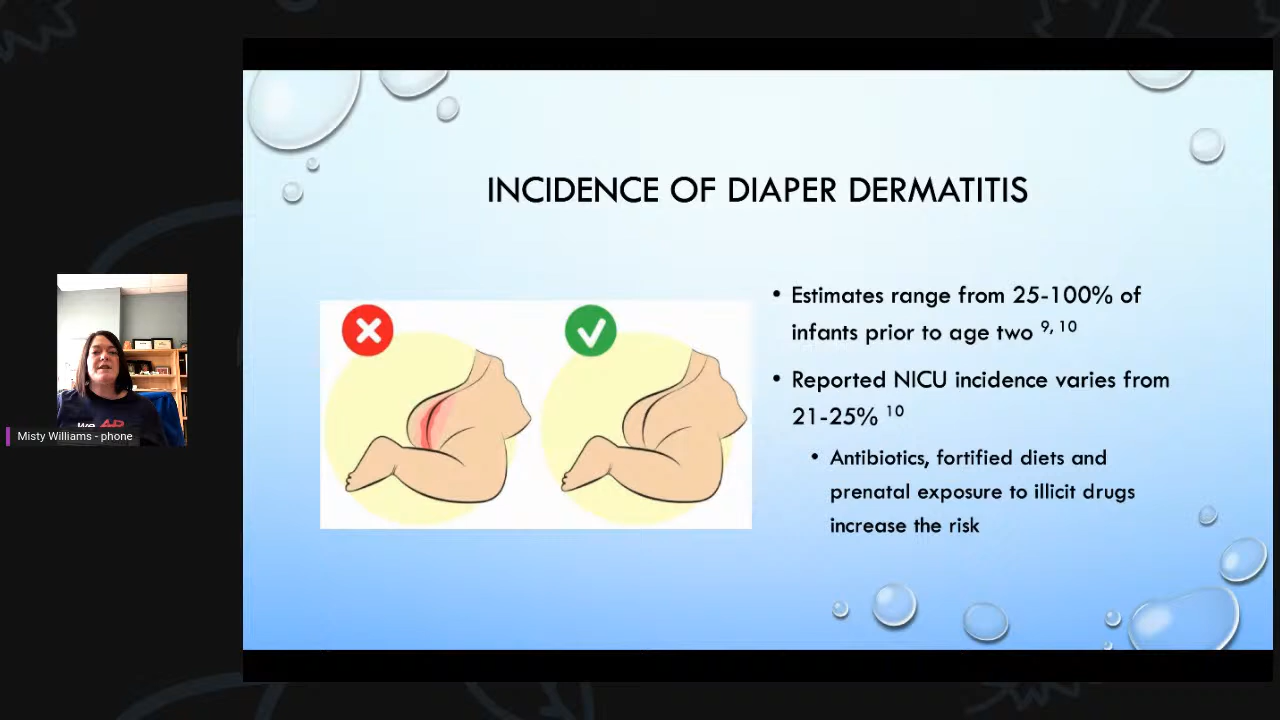 INCIDENCE OF DIAPER DERMATITIS
• Estimates range from 25-100% of
infants prior to age two 9, 10
• Reported NICU incidence varies from
21-25% 10
• Antibiotics, fortified diets and
prenatal exposure to illicit drugs
increase the risk
we
Misty Williams - phone